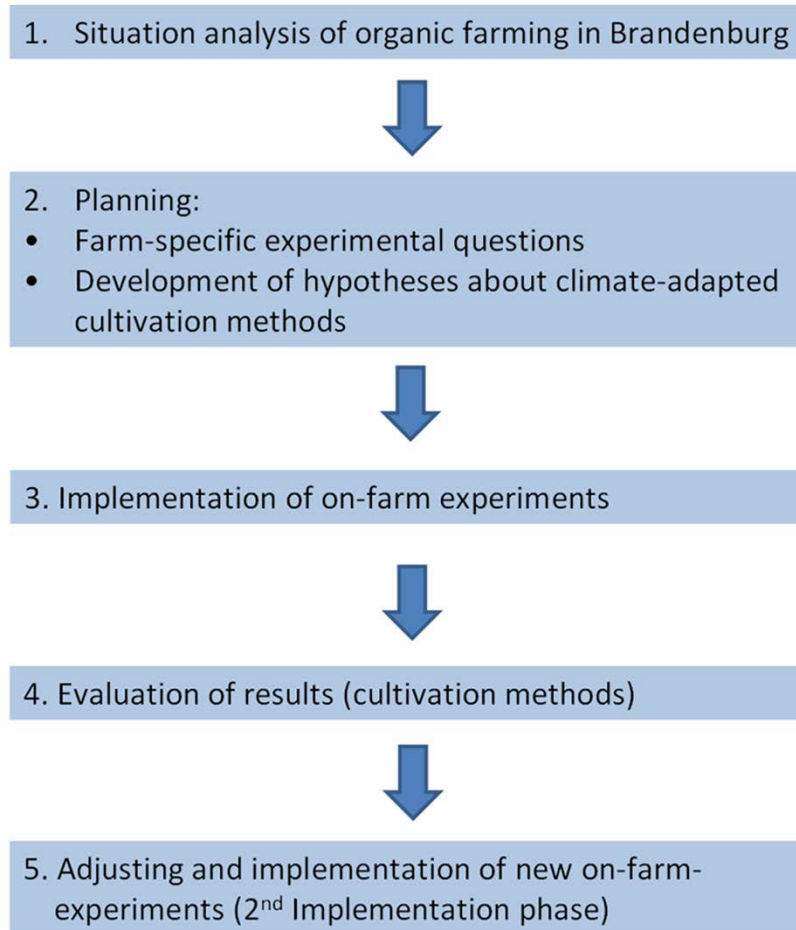 1. Situation analysis of organic farming in Brandenburg
2. Planning:
• Farm-specific experimental questions
• Development of hypotheses about climate-adapted
cultivation methods
3. Implementation of on-farm experiments
4. Evaluation of results (cultivation methods)
5. Adjusting and implementation of new on-farm-
experiments (2nd Implementation phase)